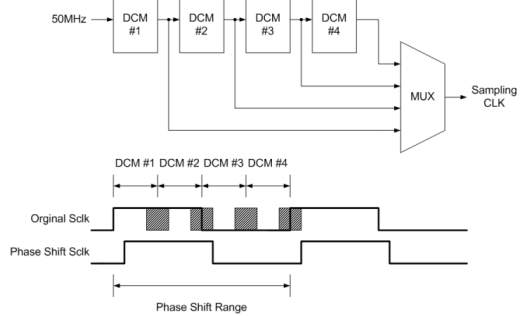 50MHz
DCM
#1
DCM
#2
DCM
#3
DCM
#4
MUX
Sampling
CLK
DCM #1
DCM #2
DCM #3
DCM #4
Orginal Sclk
Phase Shift Sclk
Phase Shift Range